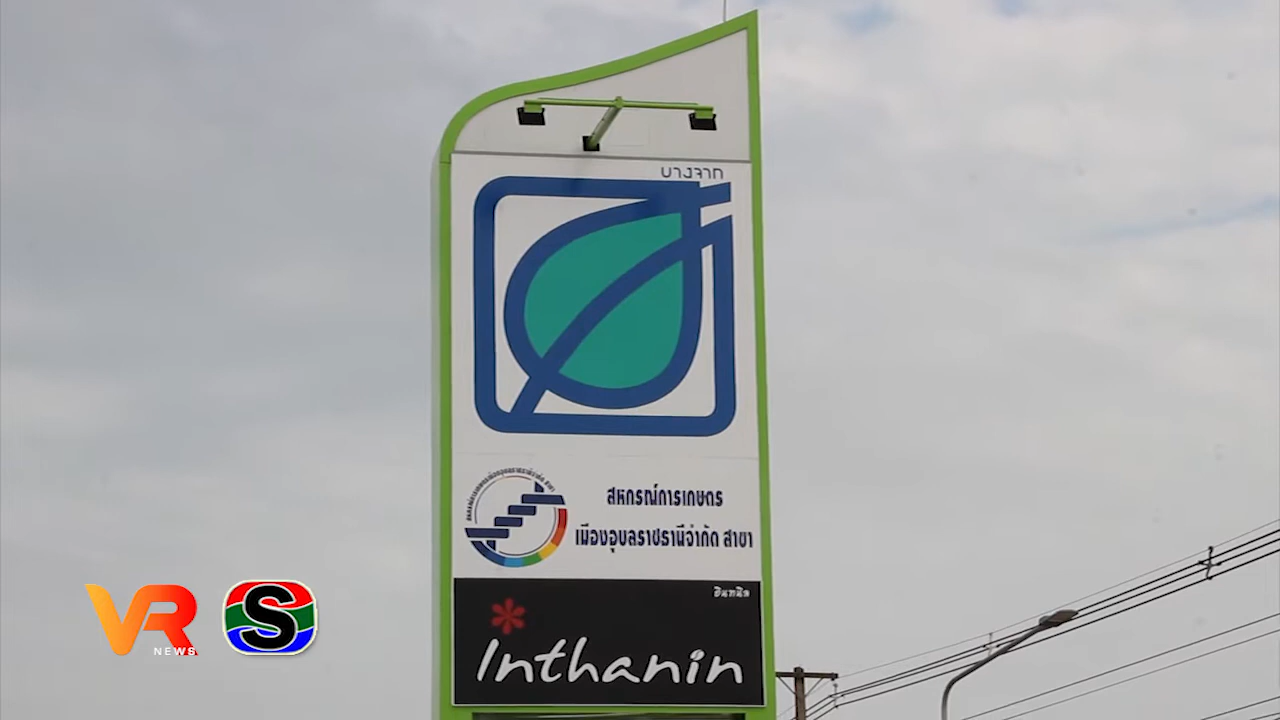 บางจาก
สหกรณ์การเกษตร
เมืองอุบลราชธานีจำกัด สาขา
อินทนิล
Inthanin
VR
NEWS
S